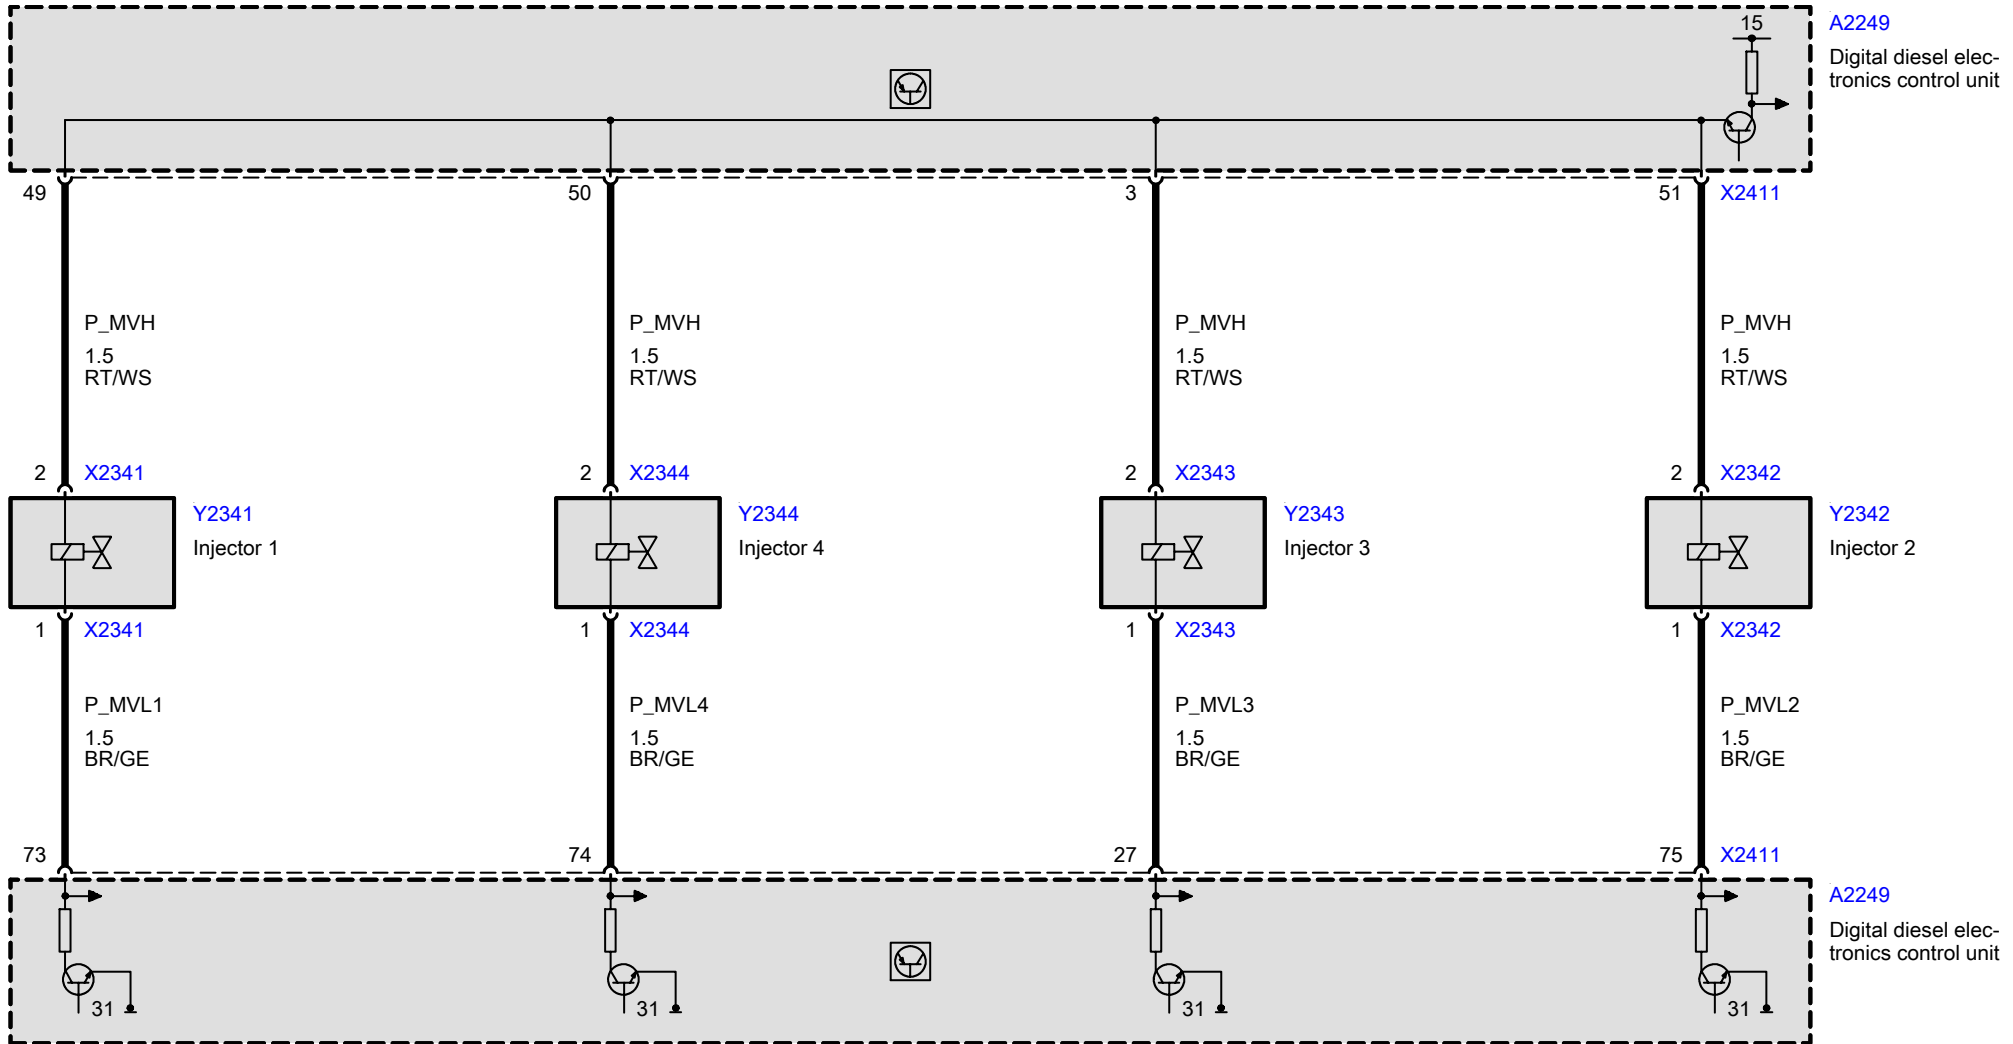 15
A2249
Digital diesel elec-
tronics control unit
49
50
3
51
X2411
P_MVH
1.5
RT/WS
P_MVH
1.5
RT/WS
P_MVH
1.5
RT/WS
P_MVH
1.5
RT/WS
2
X2341
2
X2344
2
X2343
2
X2342
Y2341
Injector 1
Y2344
Injector 4
Y2343
Injector 3
Y2342
Injector 2
1
X2341
1
X2344
1
X2343
1
X2342
P_MVL1
1.5
BR/GE
P_MVL4
1.5
BR/GE
P_MVL3
1.5
BR/GE
P_MVL2
1.5
BR/GE
73
74
27
75
X2411
A2249
Digital diesel elec-
tronics control unit
31
31
31
31